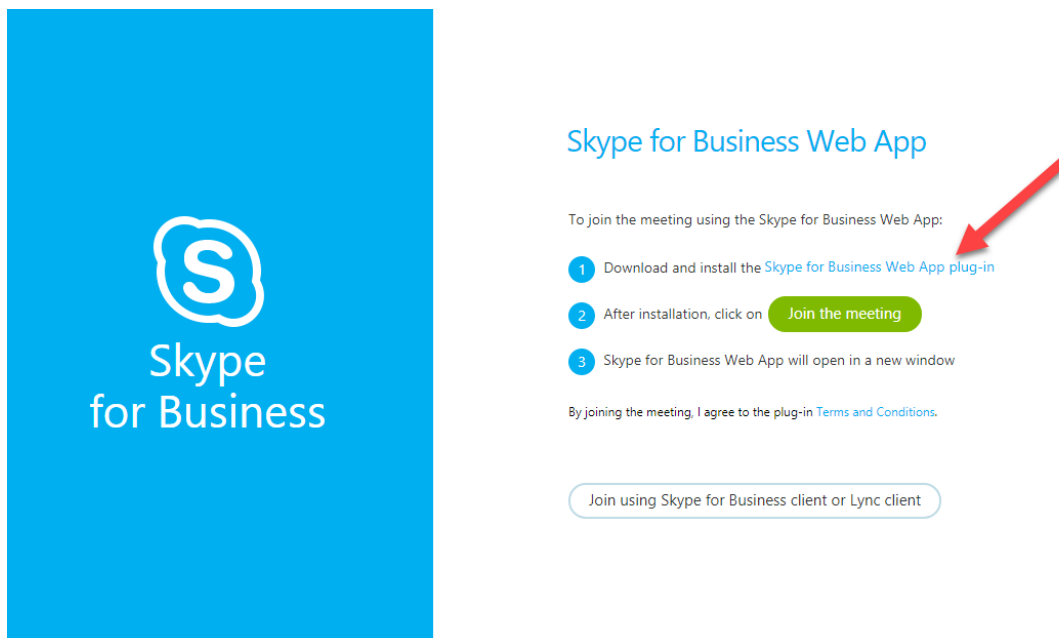 S
Skype
for Business
Skype for Business Web App
To join the meeting using the Skype for Business Web App:
1 Download and install the Skype for Business Web App plug-in
2 After installation, click on Join the meeting
3 Skype for Business Web App will open in a new window
By joining the meeting, I agree to the plug-in Terms and Conditions.
Join using Skype for Business client or Lync client